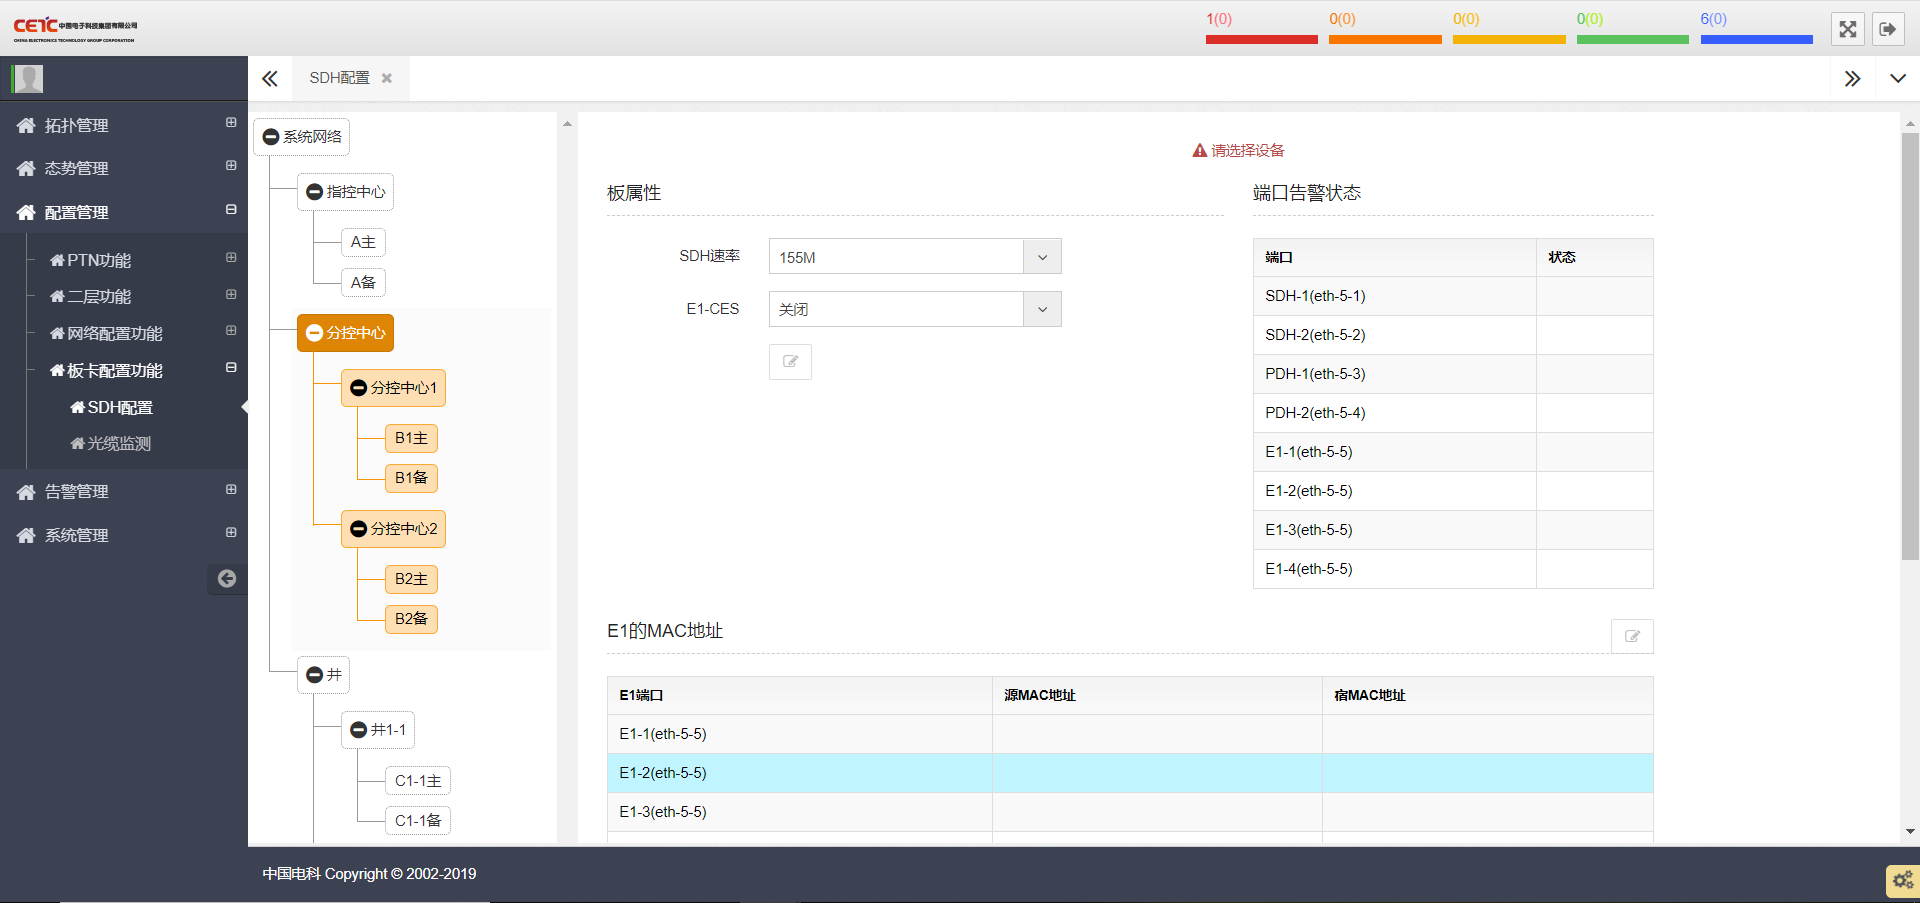 CETC 中国电子科技集团有限公司
CHINA ELECTRONICS TECHNOLOGY GROUP CORPORATION
1(0)
0(0)
0(0)
0(0)
6(0)
拓扑管理
态势管理
配置管理
PTN功能
二层功能
网络配置功能
板卡配置功能
SDH配置
光缆监测
告警管理
系统管理
SDH配置
系统网络
指控中心
A主
A备
分控中心
分控中心1
B1主
B1备
分控中心2
B2主
B2备
井
井1-1
C1-1主
C1-1备
请选择设备
板属性
SDH速率 155M
E1-CES 关闭
端口告警状态
端口 状态
SDH-1(eth-5-1)
SDH-2(eth-5-2)
PDH-1(eth-5-3)
PDH-2(eth-5-4)
E1-1(eth-5-5)
E1-2(eth-5-5)
E1-3(eth-5-5)
E1-4(eth-5-5)
E1的MAC地址
E1端口 源MAC地址 宿MAC地址
E1-1(eth-5-5)
E1-2(eth-5-5)
E1-3(eth-5-5)
中国电科 Copyright © 2002-2019